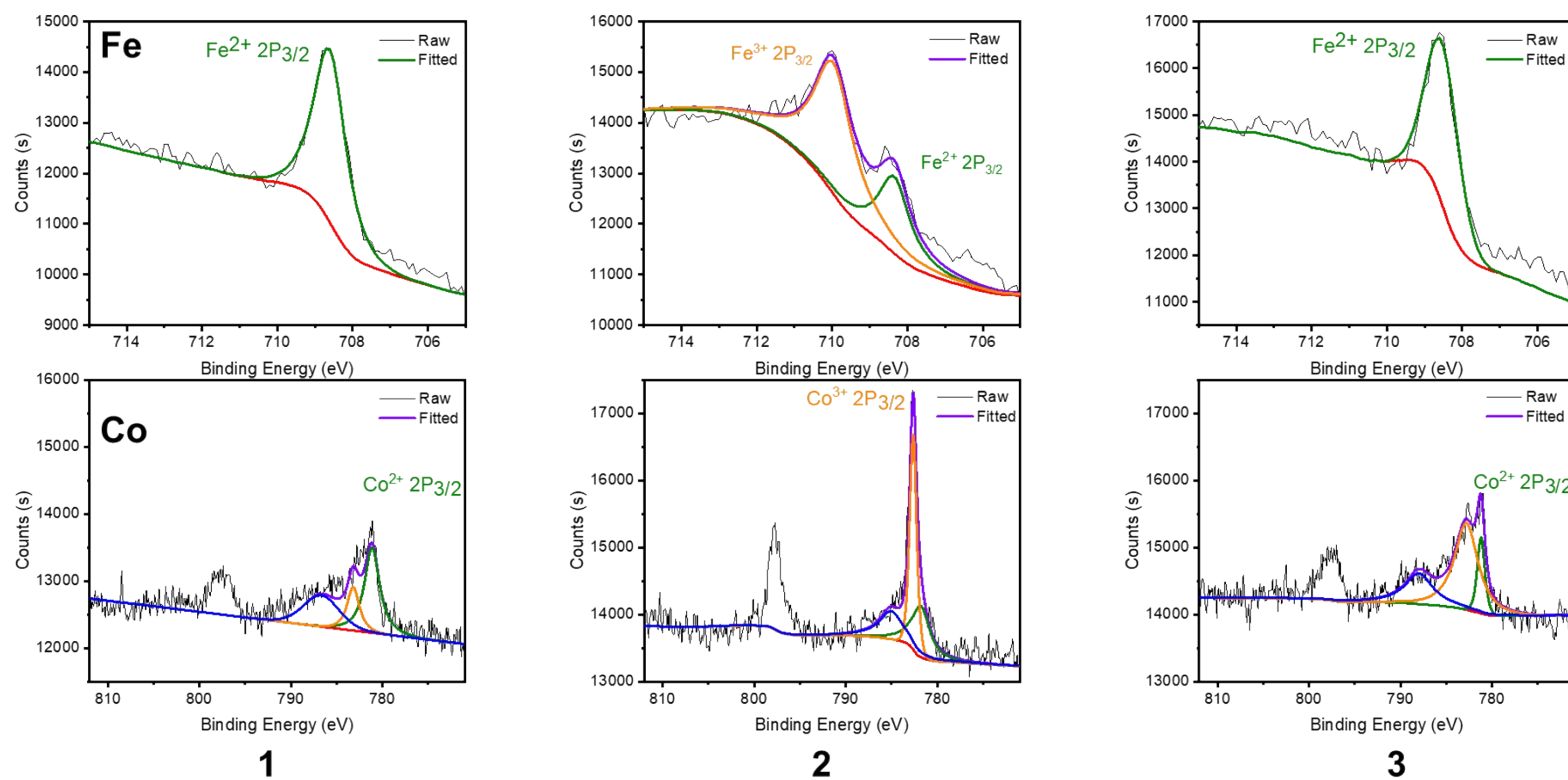 Fe
Fe²⁺ 2P3/2
Raw
Fitted
15000
14000
13000
12000
11000
10000
9000
Counts (s)
714 712 710 708 706
Binding Energy (eV)
Fe³⁺ 2P3/2
Fe²⁺ 2P3/2
Raw
Fitted
16000
15000
14000
13000
12000
11000
10000
Counts (s)
714 712 710 708 706
Binding Energy (eV)
Fe²⁺ 2P3/2
Raw
Fitted
17000
16000
15000
14000
13000
12000
11000
Counts (s)
714 712 710 708 706
Binding Energy (eV)
Co
Co²⁺ 2P3/2
Raw
Fitted
16000
15000
14000
13000
12000
Counts (s)
810 800 790 780
Binding Energy (eV)
1
Co³⁺ 2P3/2
Raw
Fitted
17000
16000
15000
14000
13000
Counts (s)
810 800 790 780
Binding Energy (eV)
2
Co²⁺ 2P3/2
Raw
Fitted
17000
16000
15000
14000
13000
Counts (s)
810 800 790 780
Binding Energy (eV)
3